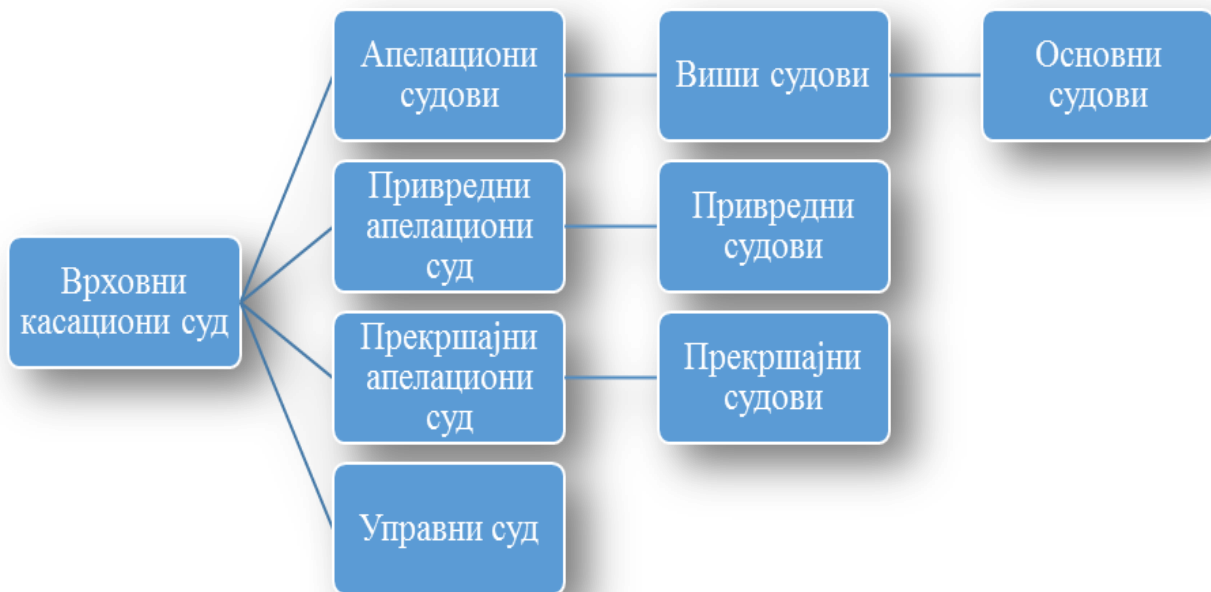 Апелациони
судови
Виши судови
Основни
судови
Привредни
апелациони
суд
Привредни
судови
Врховни
касациони суд
Прекршајни
апелациони
суд
Прекршајни
судови
Управни суд